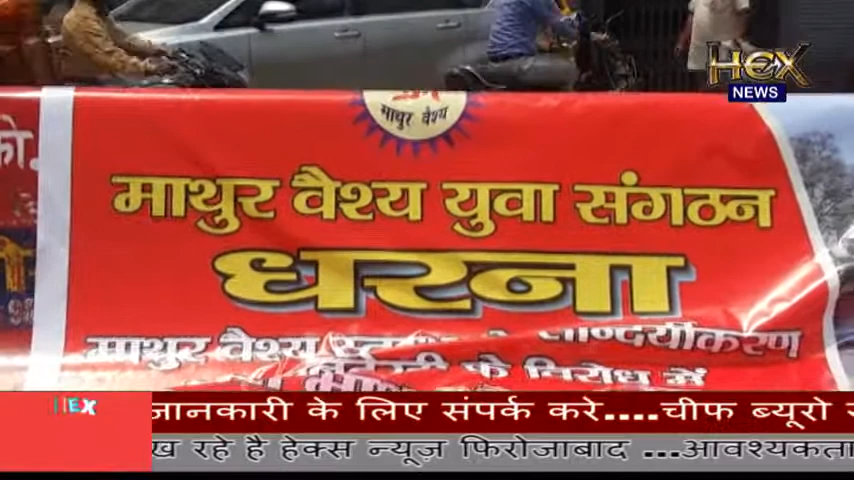 HEX
NEWS
को.
माथुर वैश्य
माथुर वैश्य युवा संगठन
धरना
माथुर वैश्य के सौन्दर्यीकरण
के विरोध में
HEX
जानकारी के लिए संपर्क करे....चीफ ब्यूरो
रहे है हेक्स न्यूज़ फिरोजाबाद ...आवश्यकता